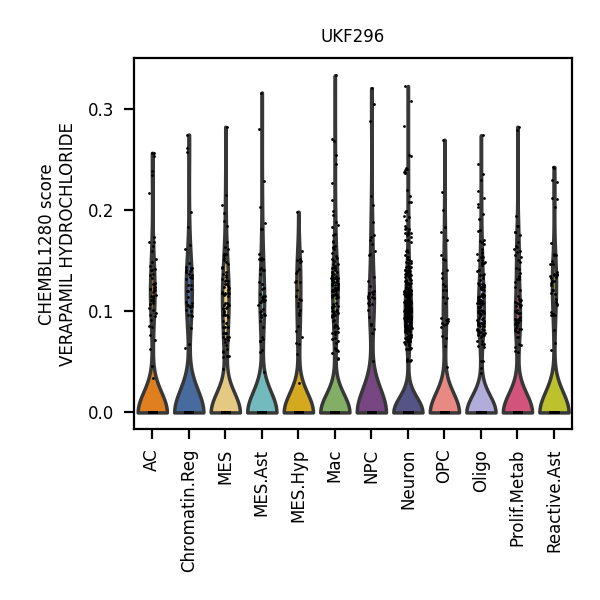 UKF296
CHEMBL1280 score
VERAPAMIL HYDROCHLORIDE
0.3
0.2
0.1
0.0
AC
Chromatin.Reg
MES
MES.Ast
MES.Hyp
Mac
NPC
Neuron
OPC
Oligo
Prolif.Metab
Reactive.Ast